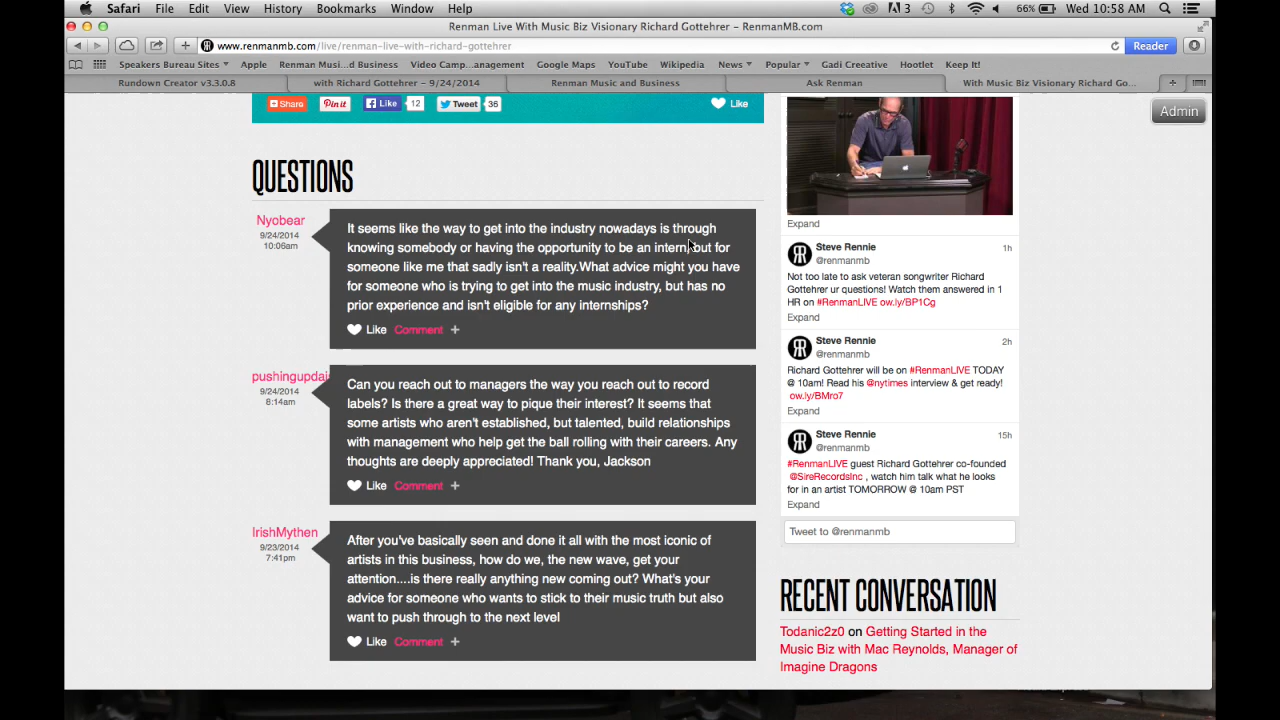 Safari File Edit View History Bookmarks Window Help
3 66% Wed 10:58 AM
Renman Live With Music Biz Visionary Richard Gottehrer – RenmanMB.com
www.renmanmb.com/live/renman-live-with-richard-gottehrer
Reader
Speakers Bureau Sites Apple Renman Musi...d Business Video Camp...anagement Google Maps YouTube Wikipedia News Popular Gadi Creeative Hootlet Keep It!
Rundown Creator v3.3.0.8 with Richard Gottehrer – 9/24/2014 Renman Music and Business Ask Renman With Music Biz Visionary Richard Go...
Share Pin it Like 12 Tweet 36 Like
Admin
QUESTIONS
Nyobear
9/24/2014
10:06am
It seems like the way to get into the industry nowadays is through
knowing somebody or having the opportunity to be an intern but for
someone like me that sadly isn't a reality.What advice might you have
for someone who is trying to get into the music industry, but has no
prior experience and isn't eligible for any internships?
Like Comment +
pushingupdai
9/24/2014
8:14am
Can you reach out to managers the way you reach out to record
labels? Is there a great way to pique their interest? It seems that
some artists who aren't established, but talented, build relationships
with management who help get the ball rolling with their careers. Any
thoughts are deeply appreciated! Thank you, Jackson
Like Comment +
IrishMythen
9/23/2014
7:41pm
After you've basically seen and done it all with the most iconic of
artists in this business, how do we, the new wave, get your
attention....is there really anything new coming out? What's your
advice for someone who wants to stick to their music truth but also
want to push through to the next level
Like Comment +
Expand
Steve Rennie 1h
@renmanmb
Not too late to ask veteran songwriter Richard
Gottehrer ur questions! Watch them answered in 1
HR on #RenmanLIVE ow.ly/BP1Cg
Expand
Steve Rennie 2h
@renmanmb
Richard Gottehrer will be on #RenmanLIVE TODAY
@ 10am! Read his @nytimes interview & get ready!
ow.ly/BMro7
Expand
Steve Rennie 15h
@renmanmb
#RenmanLIVE guest Richard Gottehrer co-founded
@SireRecordsInc , watch him talk what he looks
for in an artist TOMORROW @ 10am PST
Expand
Tweet to @renmanmb
RECENT CONVERSATION
Todanic2z0 on Getting Started in the
Music Biz with Mac Reynolds, Manager of
Imagine Dragons